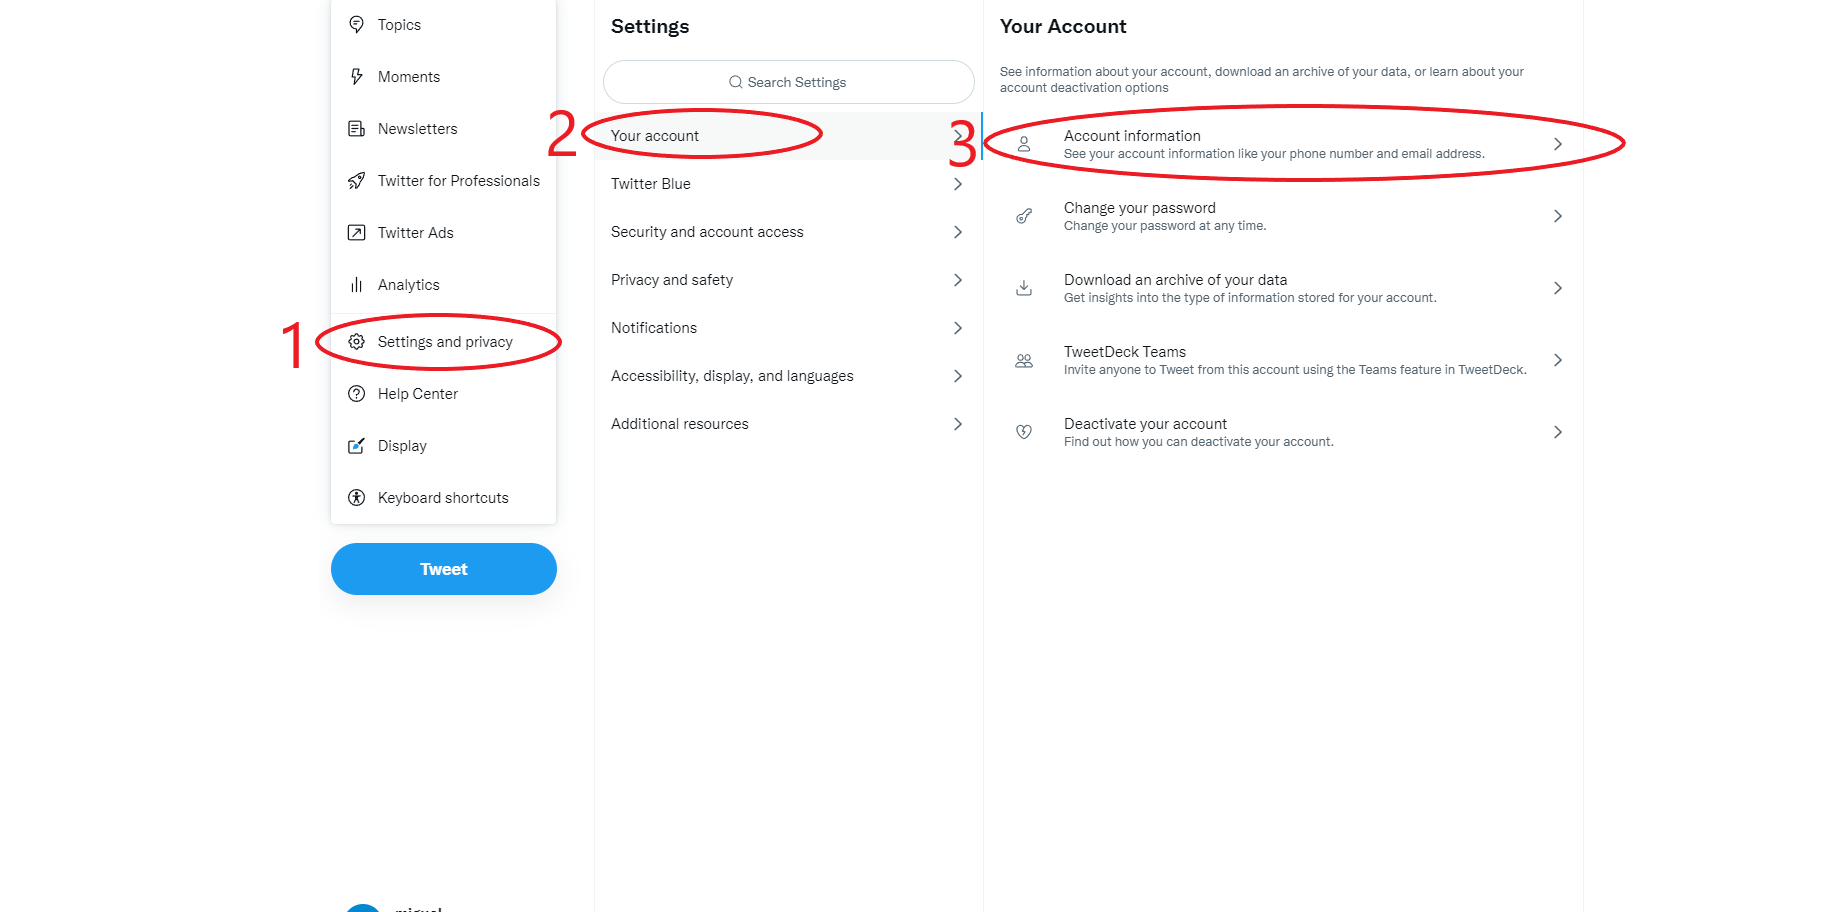 Topics
Moments
Newsletters
Twitter for Professionals
Twitter Ads
Analytics
1
Settings and privacy
Help Center
Display
Keyboard shortcuts
Tweet
miguel
Settings
Search Settings
2
Your account
Twitter Blue
Security and account access
Privacy and safety
Notifications
Accessibility, display, and languages
Additional resources
Your Account
See information about your account, download an archive of your data, or learn about your
account deactivation options
3
Account information
See your account information like your phone number and email address.
Change your password
Change your password at any time.
Download an archive of your data
Get insights into the type of information stored for your account.
TweetDeck Teams
Invite anyone to Tweet from this account using the Teams feature in TweetDeck.
Deactivate your account
Find out how you can deactivate your account.